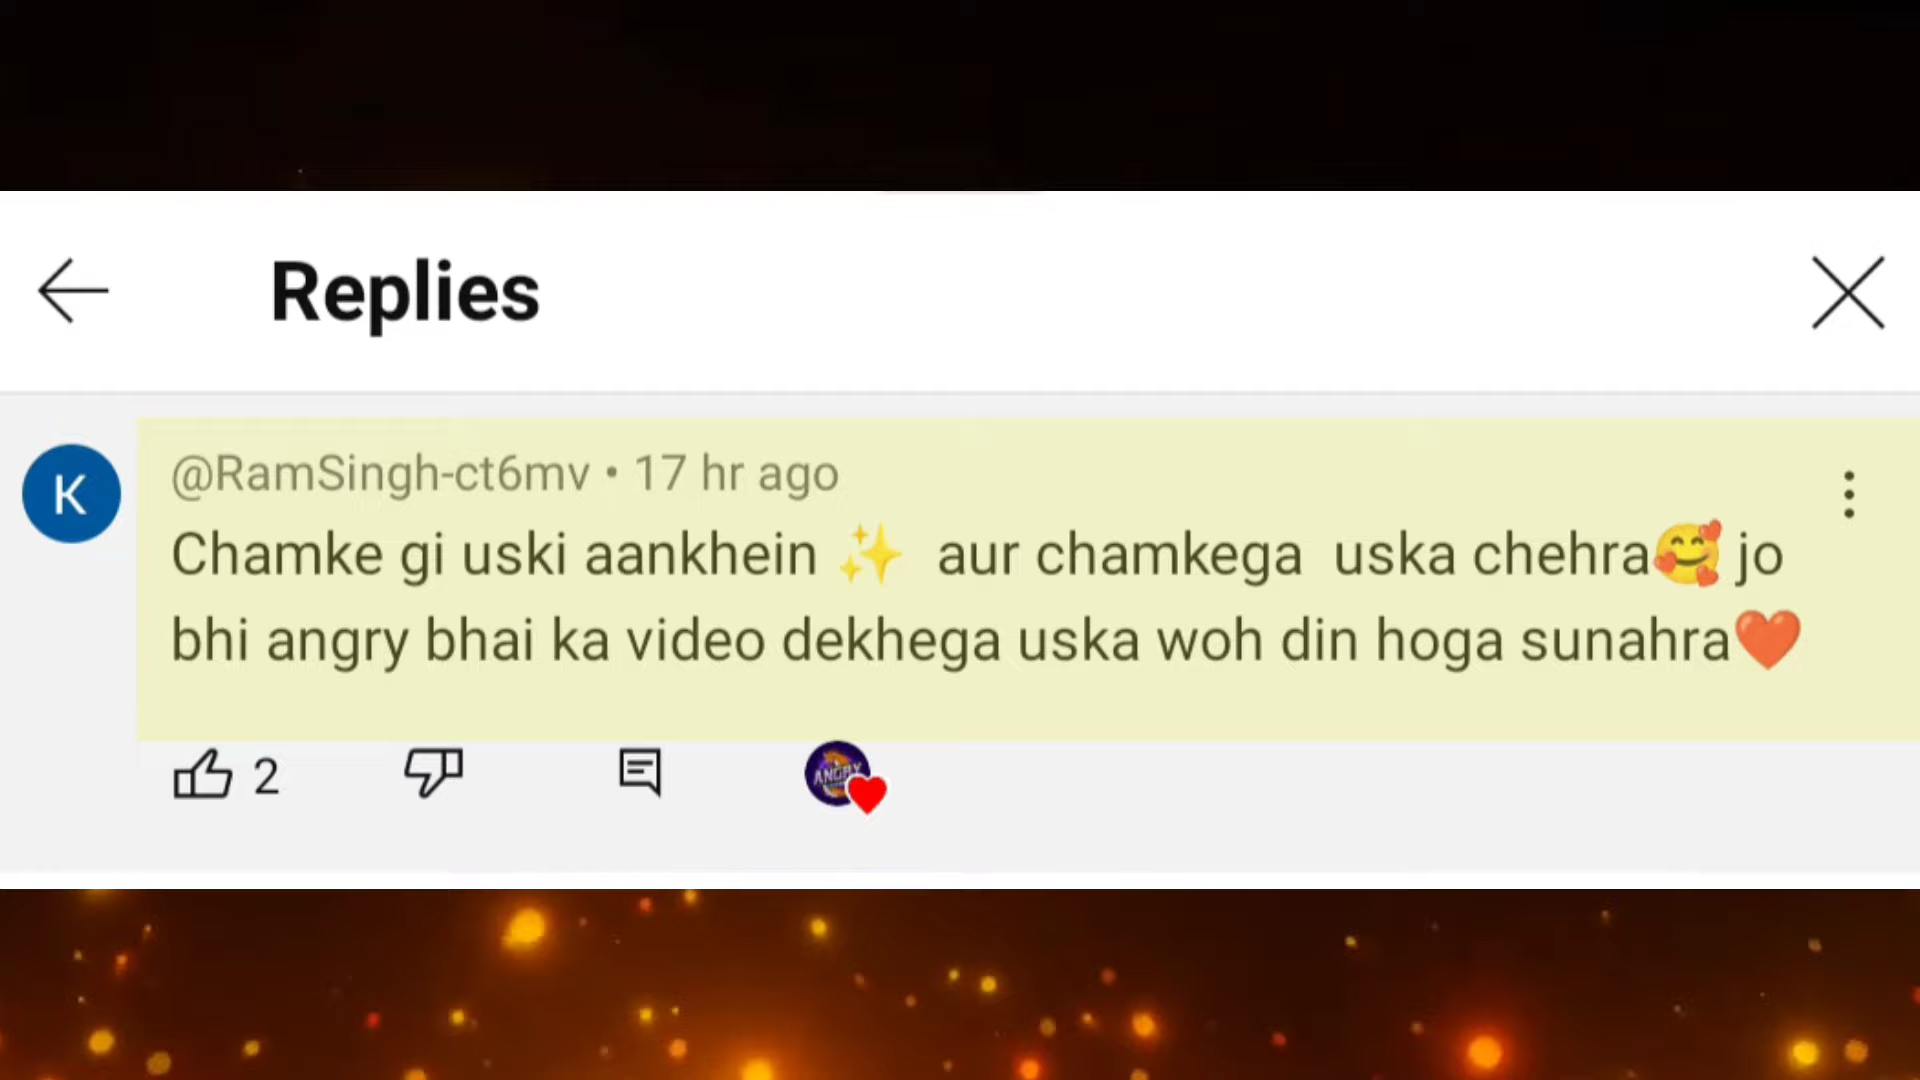 Replies
K
@RamSingh-ct6mv • 17 hr ago
Chamke gi uski aankhein ✨ aur chamkega uska chehra🥰 jo
bhi angry bhai ka video dekhega uska woh din hoga sunahra❤️
2
ANGRY